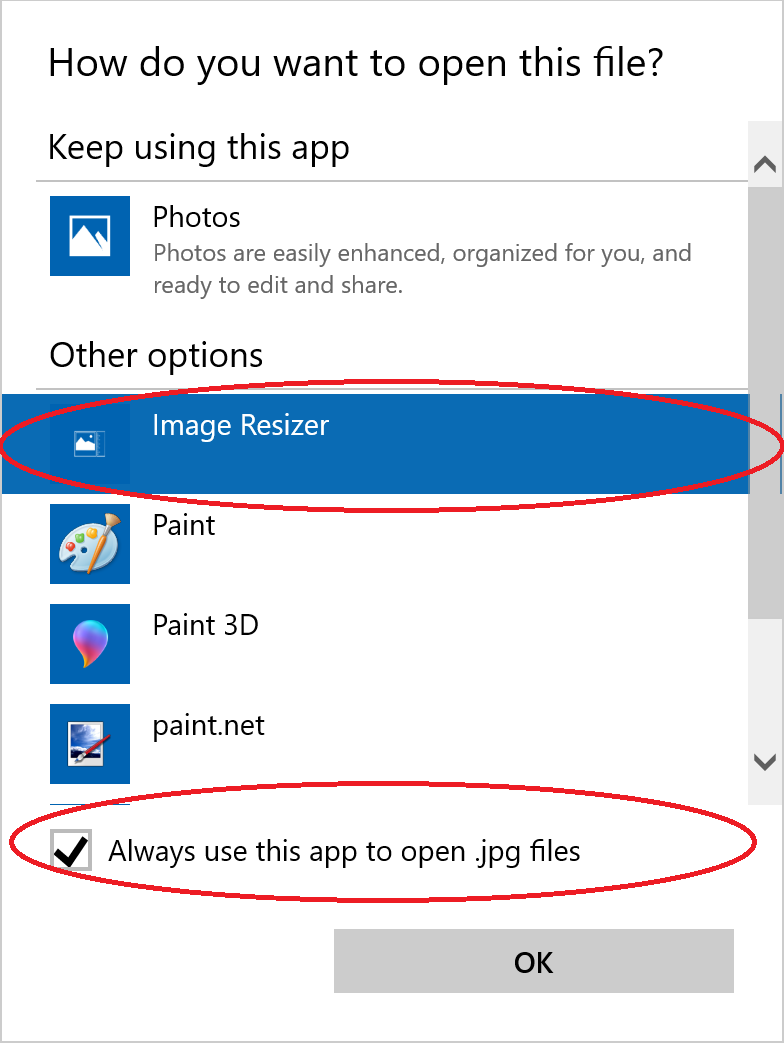 How do you want to open this file?
Keep using this app
Photos
Photos are easily enhanced, organized for you, and
ready to edit and share.
Other options
Image Resizer
Paint
Paint 3D
paint.net
Always use this app to open .jpg files
OK